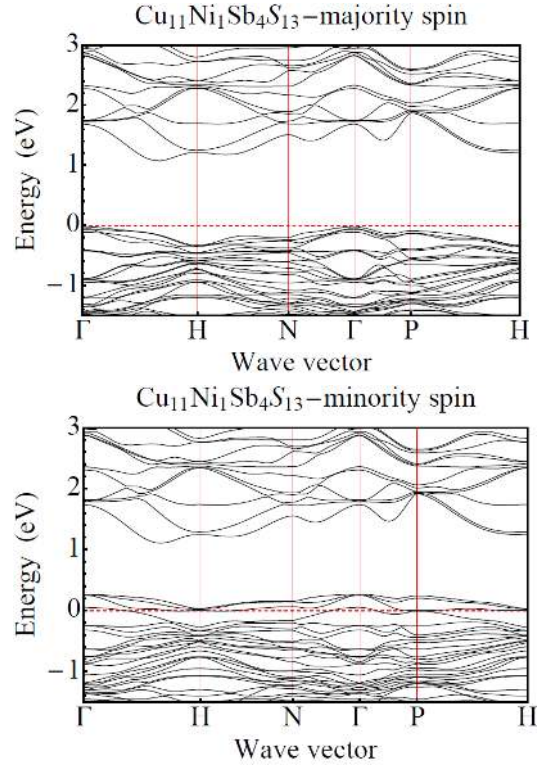 Cu11Ni1Sb4S13−majority spin
3
2
1
0
−1
Energy (eV)
Γ H N Γ P H
Wave vector
Cu11Ni1Sb4S13−minority spin
3
2
1
0
−1
Energy (eV)
Γ H N Γ P H
Wave vector